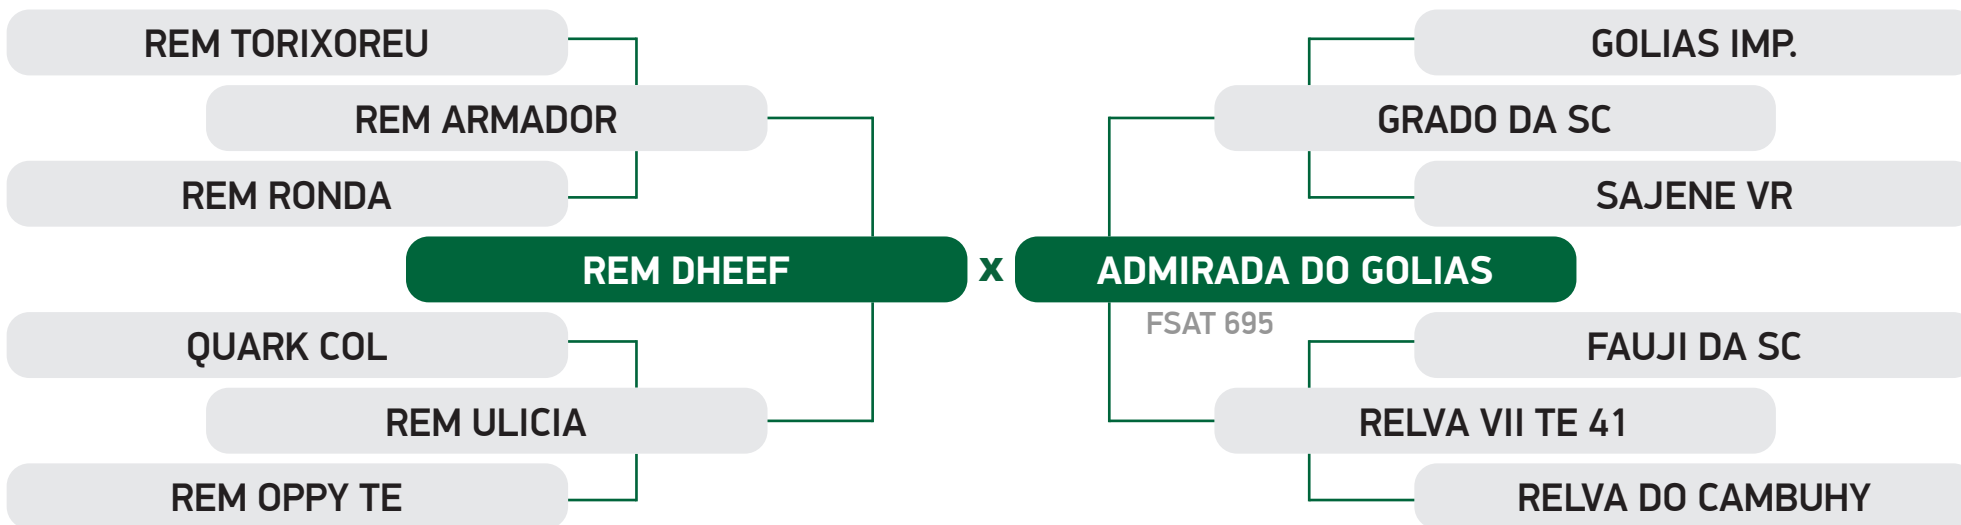 REM TORIXOREU
GOLIAS IMP.
REM ARMADOR
GRADO DA SC
REM RONDA
SAJENE VR
REM DHEEF x ADMIRADA DO GOLIAS
FSAT 695
QUARK COL
FAUJI DA SC
REM ULICIA
RELVA VII TE 41
REM OPPY TE
RELVA DO CAMBUHY